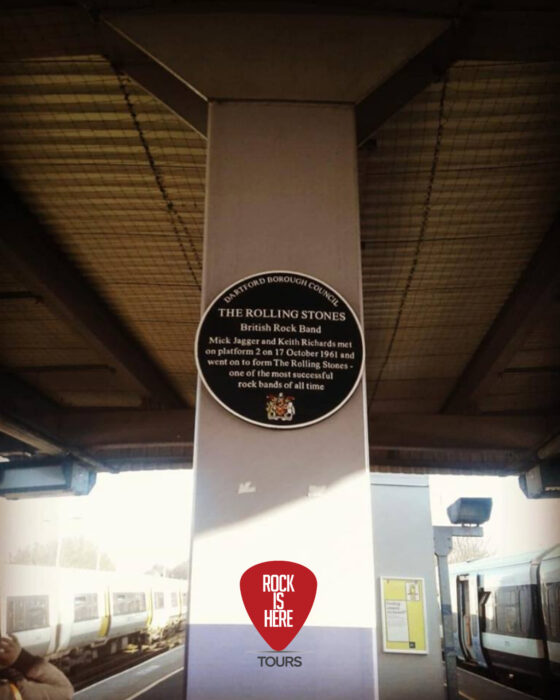 DARTFORD BOROUGH COUNCIL
THE ROLLING STONES
British Rock Band
Mick Jagger and Keith Richards met
on platform 2 on 17 October 1961 and
went on to form The Rolling Stones -
one of the most successful
rock bands of all time
ROCK
IS
HERE
TOURS